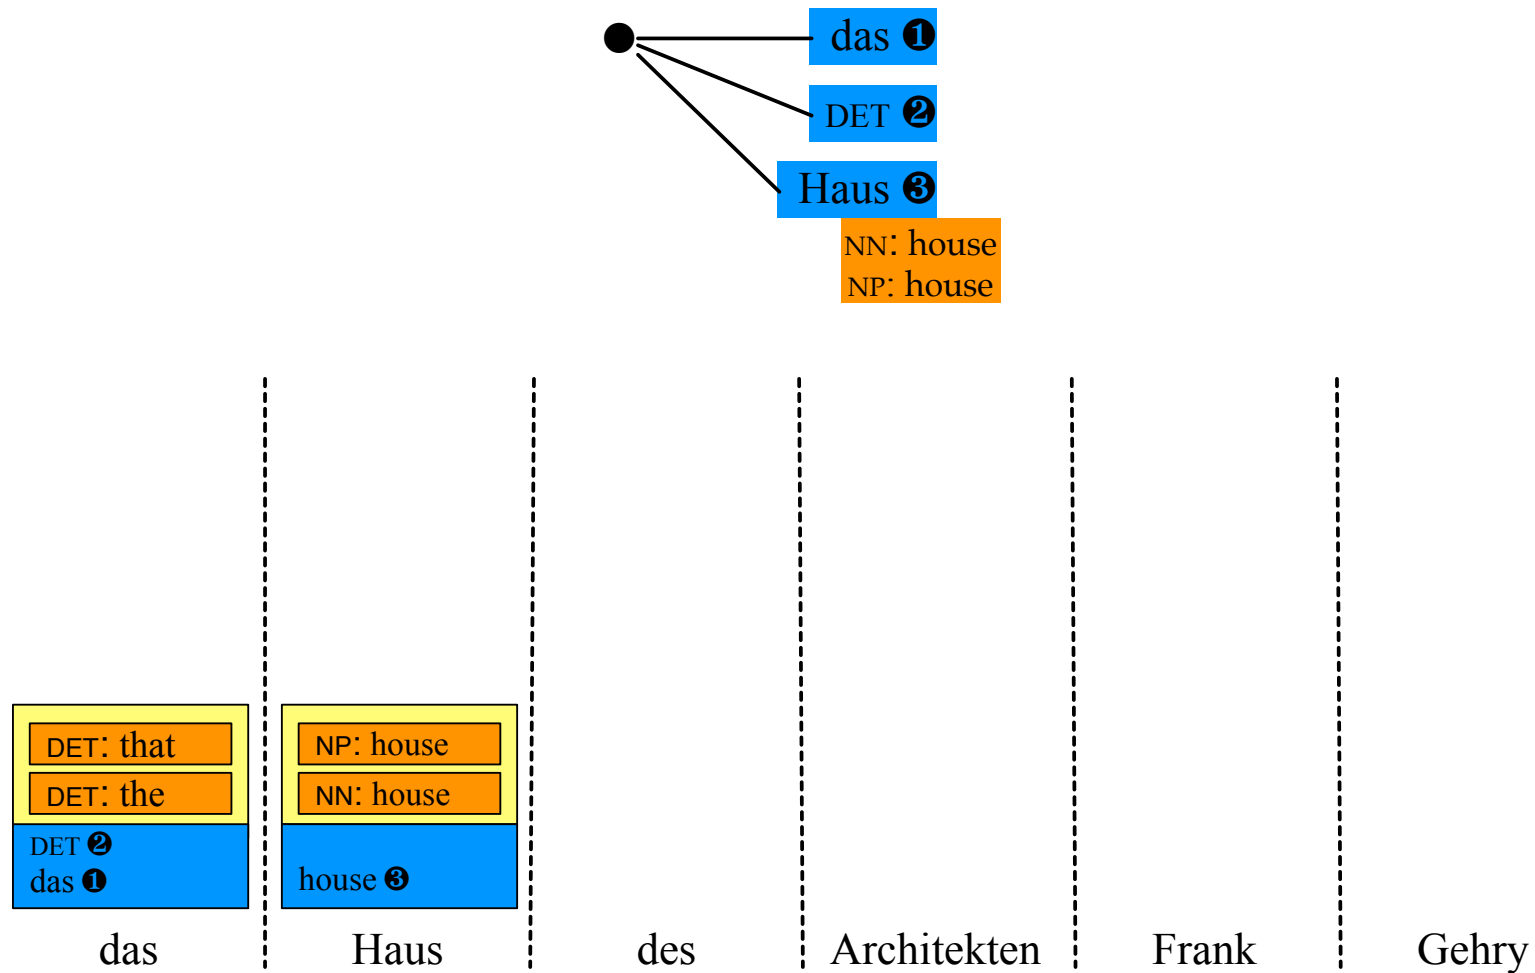 das ❶
DET ❷
Haus ❸
NN: house
NP: house
DET: that
DET: the
DET ❷
das ❶
NP: house
NN: house
house ❸
das Haus des Architekten Frank Gehry